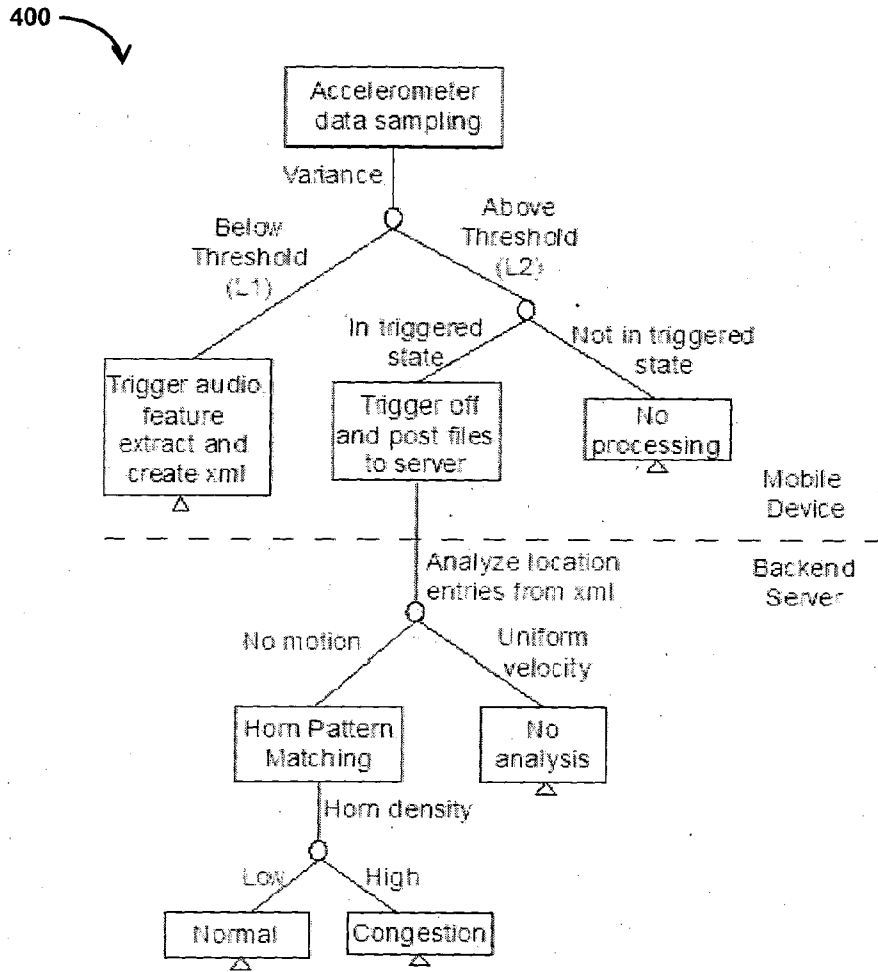 400
Accelerometer
data sampling
Variance
Below
Threshold
(L1)
Above
Threshold
(L2)
In triggered
state
Not in triggered
state
Trigger audio
feature
extract and
create xml
Trigger off
and post files
to server
No
processing
Mobile
Device
Analyze location
entries from xml
Backend
Server
No motion
Uniform
velocity
Horn Pattern
Matching
No
analysis
Horn density
Low
High
Normal
Congestion